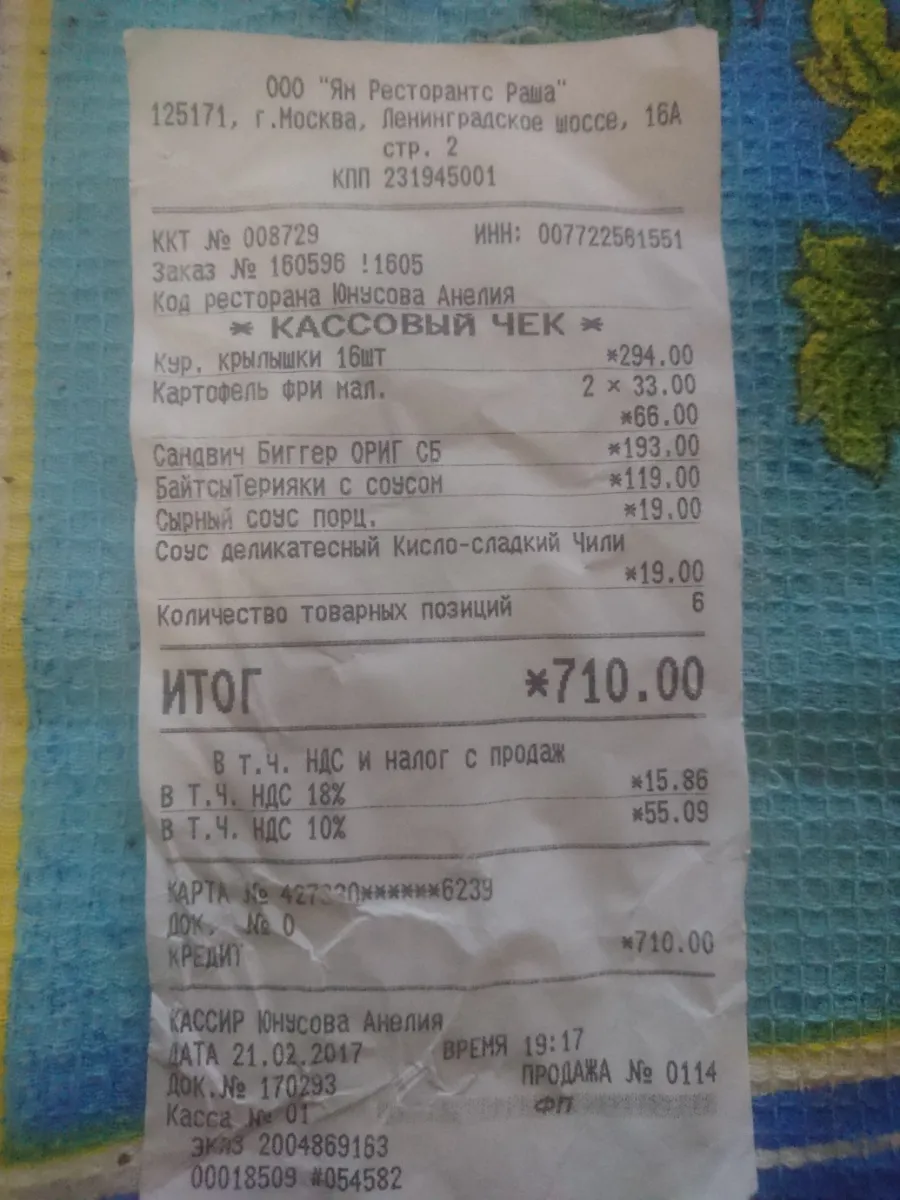 ООО "Ям Ресторантс Раша"
125171, г.Москва, Ленинградское шоссе, 16А
стр. 2
КПП 231945001
ККТ № 008729 ИНН: 007722561551
Заказ № 160596 !1605
Код ресторана Юнусова Анелия
* КАССОВЫЙ ЧЕК *
Кур. крылышки 16шт *294.00
Картофель фри мал. 2 × 33.00
*66.00
Сандвич Биггер ОРИГ СБ *193.00
БайтсыТерияки с соусом *119.00
Сырный соус порц. *19.00
Соус деликатесный Кисло-сладкий Чили
*19.00
Количество товарных позиций 6
ИТОГ *710.00
В т.ч. НДС и налог с продаж
В Т.Ч. НДС 18% *15.86
В Т.Ч. НДС 10% *55.09
КАРТА № ******6239
ДОК. № 0
КРЕДИТ *710.00
КАССИР Юнусова Анелия
ДАТА 21.02.2017 ВРЕМЯ 19:17
ДОК.№ 170293 ПРОДАЖА № 0114
Касса № 01 ФП
ЭКЛЗ 2004869163
00018509 #054582